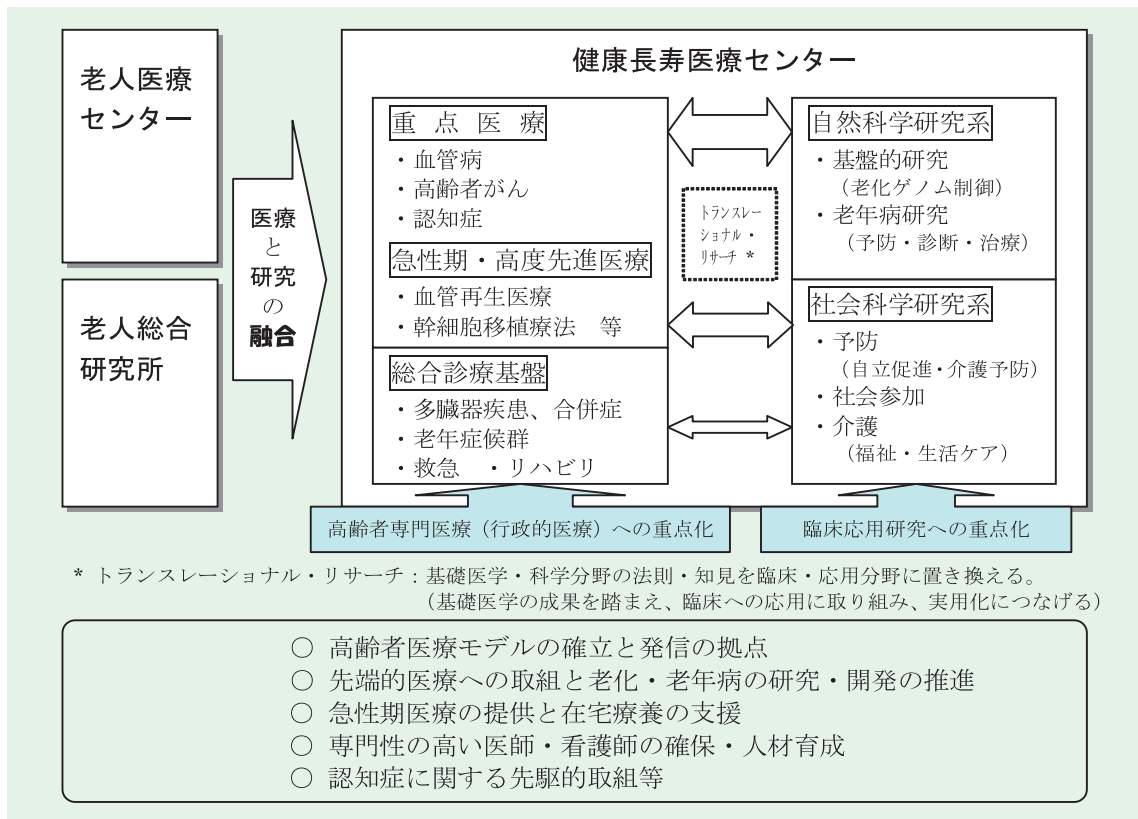 老人医療
センター
老人総合
研究所
医療
と
研究
の
融合
健康長寿医療センター
重点医療
・血管病
・高齢者がん
・認知症
急性期・高度先進医療
・血管再生医療
・幹細胞移植療法 等
総合診療基盤
・多臓器疾患、合併症
・老年症候群
・救急 ・リハビリ
トランスレー
ショナル・
リサーチ *
自然科学研究系
・基盤的研究
（老化ゲノム制御）
・老年病研究
（予防・診断・治療）
社会科学研究系
・予防
（自立促進・介護予防）
・社会参加
・介護
（福祉・生活ケア）
高齢者専門医療（行政的医療）への重点化
臨床応用研究への重点化
* トランスレーショナル・リサーチ：基礎医学・科学分野の法則・知見を臨床・応用分野に置き換える。
（基礎医学の成果を踏まえ、臨床への応用に取り組み、実用化につなげる）
○ 高齢者医療モデルの確立と発信の拠点
○ 先端的医療への取組と老化・老年病の研究・開発の推進
○ 急性期医療の提供と在宅療養の支援
○ 専門性の高い医師・看護師の確保・人材育成
○ 認知症に関する先駆的取組等